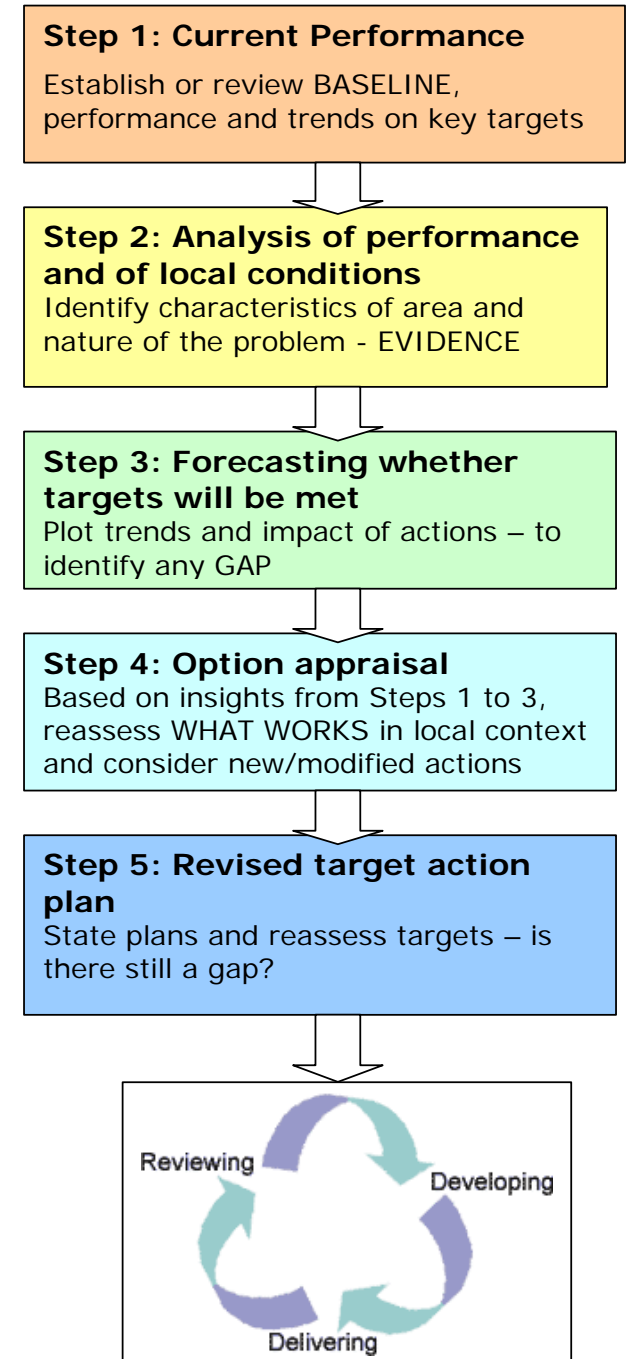 Step 1: Current Performance
Establish or review BASELINE,
performance and trends on key targets
Step 2: Analysis of performance
and of local conditions
Identify characteristics of area and
nature of the problem - EVIDENCE
Step 3: Forecasting whether
targets will be met
Plot trends and impact of actions – to
identify any GAP
Step 4: Option appraisal
Based on insights from Steps 1 to 3,
reassess WHAT WORKS in local context
and consider new/modified actions
Step 5: Revised target action
plan
State plans and reassess targets – is
there still a gap?
Reviewing
Developing
Delivering